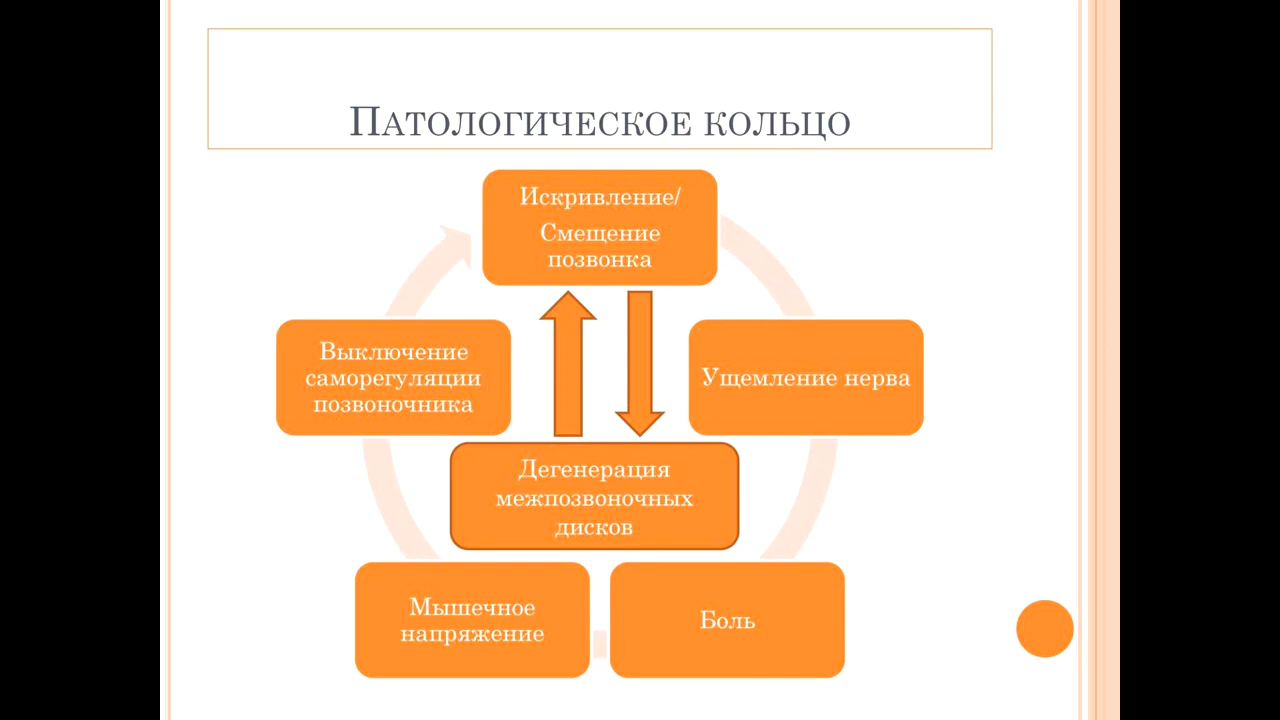 Патологическое кольцо
Искривление/
Смещение
позвонка
Выключение
саморегуляции
позвоночника
Ущемление нерва
Дегенерация
межпозвоночных
дисков
Мышечное
напряжение
Боль